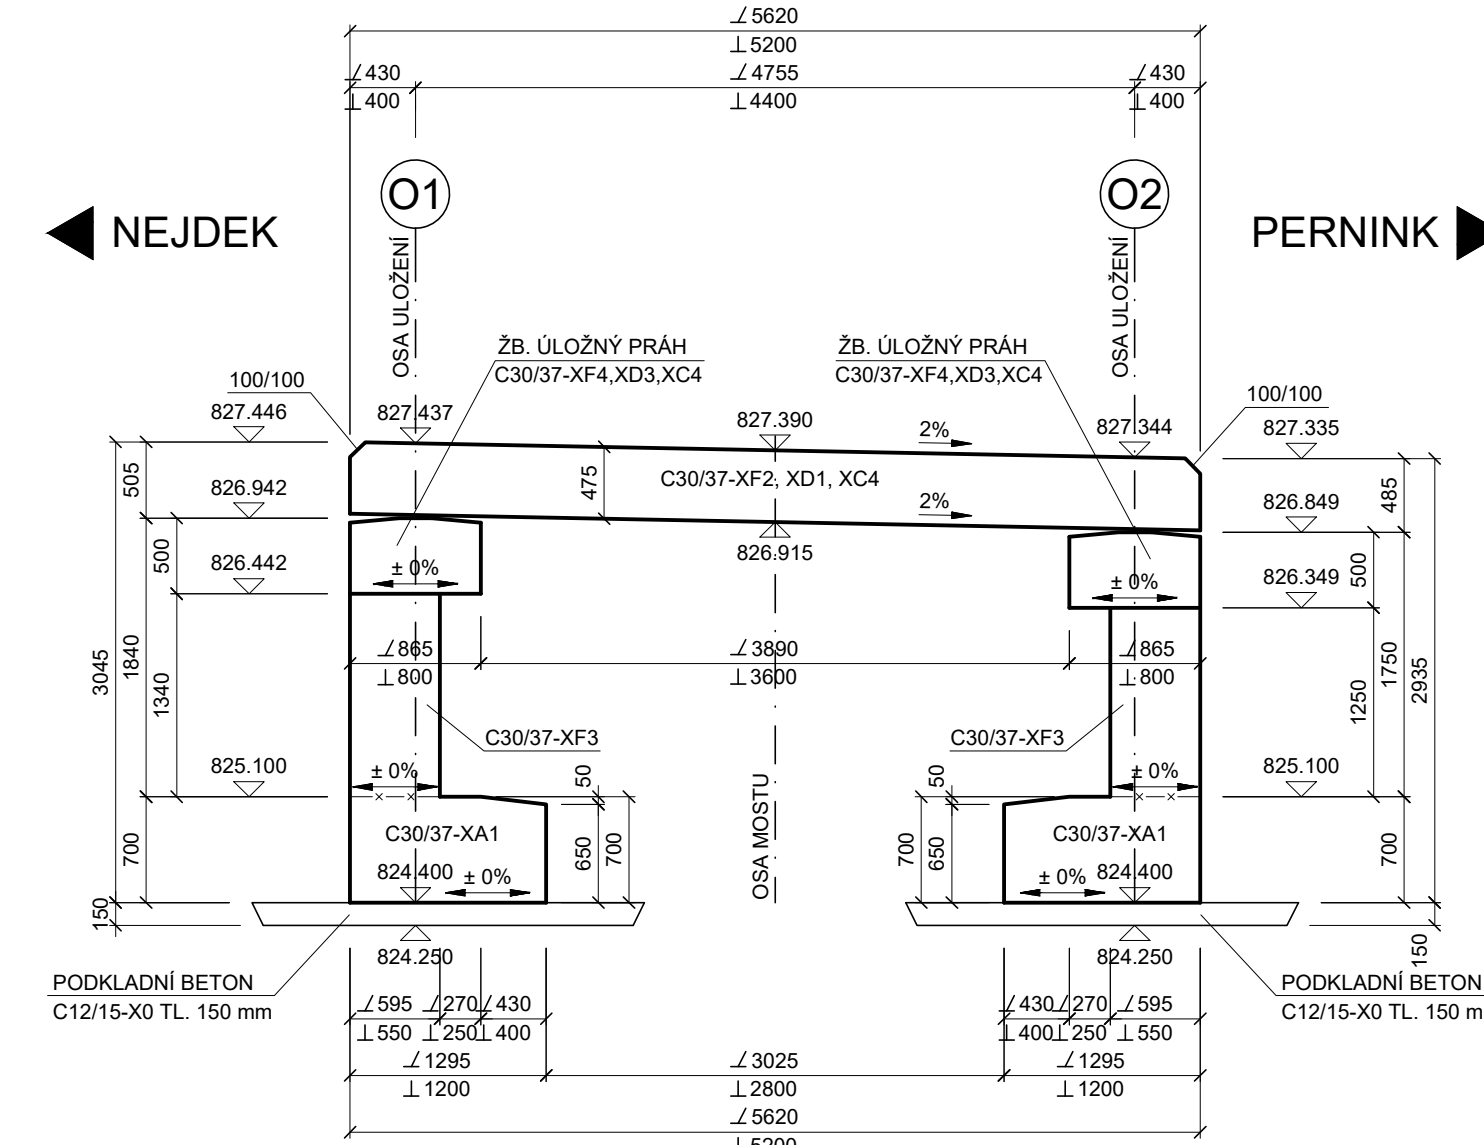 ∠5620
⊥5200
∠430 ∠4755 ∠430
⊥400 ⊥4400 ⊥400
O1 O2
NEJDEK PERNINK
OSA ULOŽENÍ OSA ULOŽENÍ
ŽB. ÚLOŽNÝ PRÁH ŽB. ÚLOŽNÝ PRÁH
C30/37-XF4,XD3,XC4 C30/37-XF4,XD3,XC4
100/100 100/100
827.446 827.437 827.390 2% 827.344 827.335
505 475 C30/37-XF2, XD1, XC4 485
826.942 2% 826.849
826.915
500 500
826.442 ± 0% ± 0% 826.349
3045 1840 1340 1250 1750 2935
∠865 ∠3890 ∠865
⊥800 ⊥3600 ⊥800
C30/37-XF3 C30/37-XF3
825.100 ± 0% 50 50 ± 0% 825.100
OSA MOSTU
700 C30/37-XA1 650 700 700 650 C30/37-XA1 700
824.400 824.400
± 0% ± 0%
150 150
824.250 824.250
PODKLADNÍ BETON PODKLADNÍ BETON
C12/15-X0 TL. 150 mm C12/15-X0 TL. 150 m
∠595 ∠270 ∠430 ∠430 ∠270 ∠595
⊥550 ⊥250 ⊥400 ⊥400 ⊥250 ⊥550
∠1295 ∠3025 ∠1295
⊥1200 ⊥2800 ⊥1200
∠5620
⊥5200